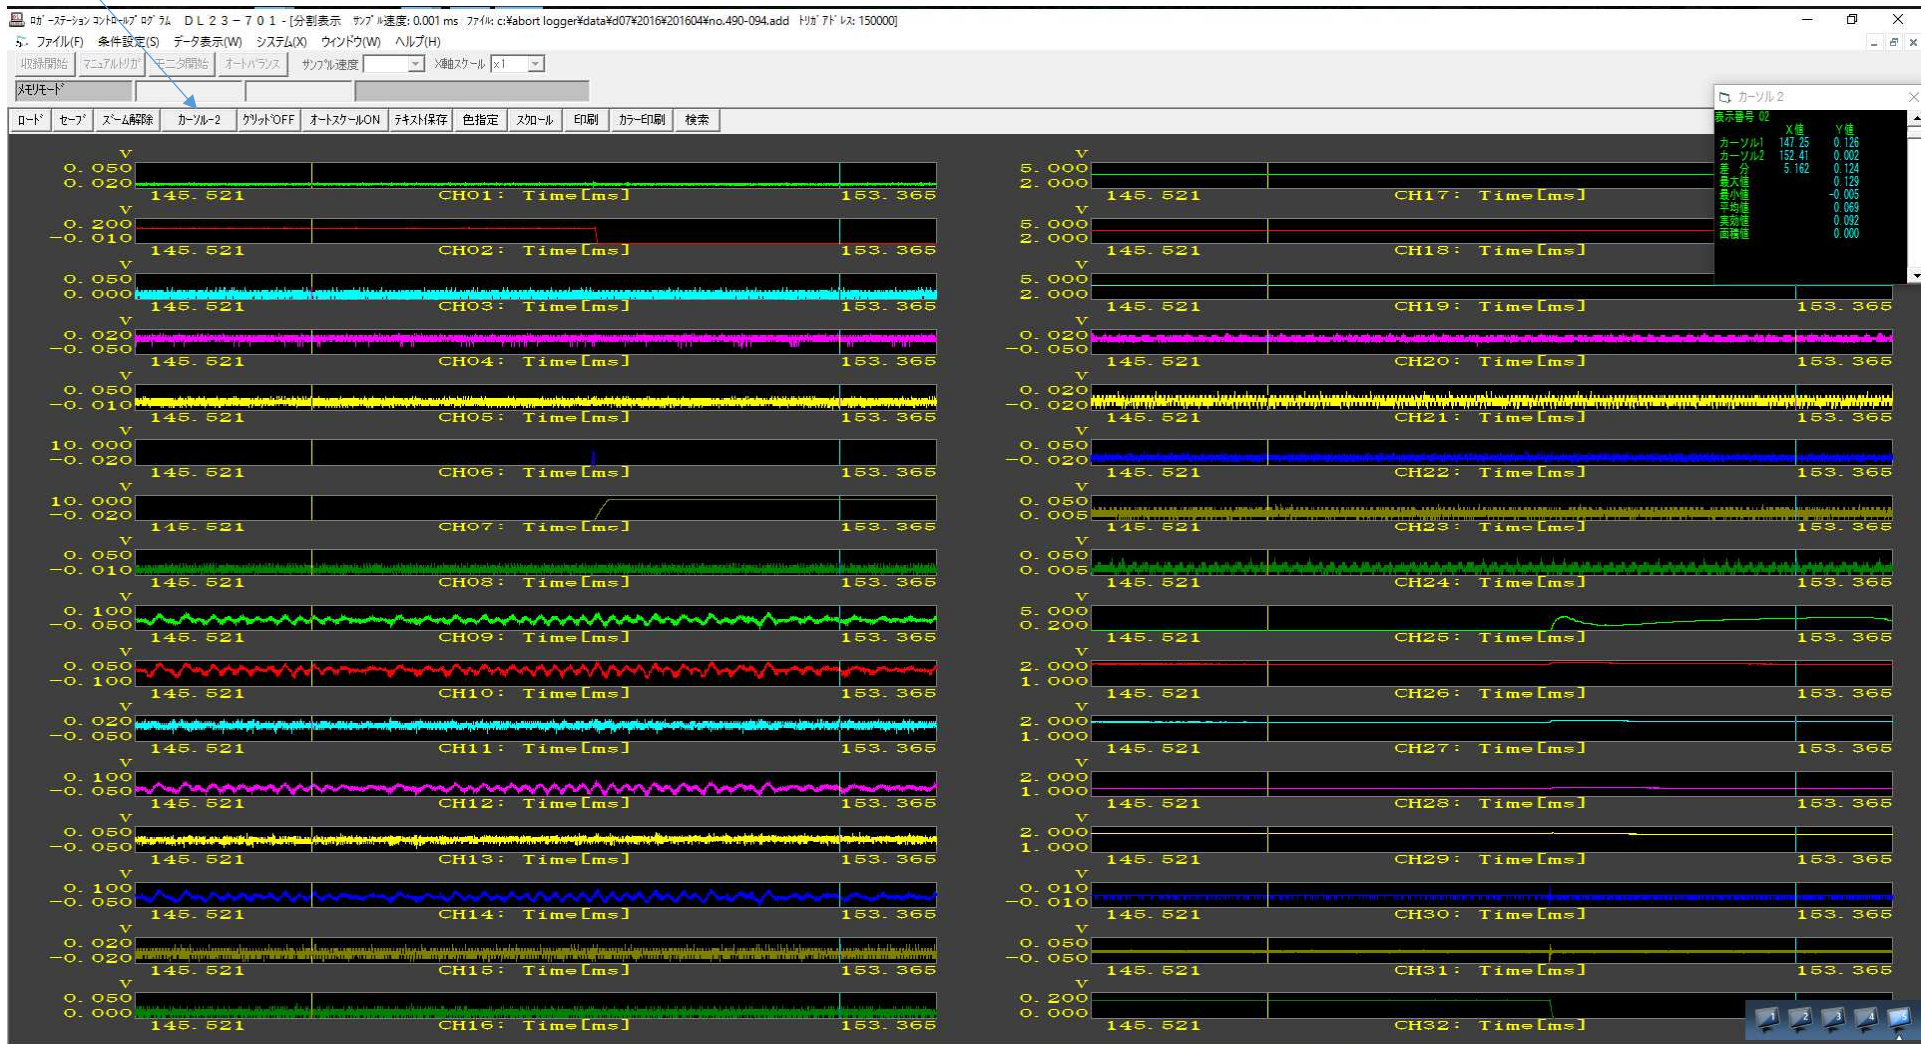 ロガーステーション コントロールプログラム ＤＬ２３－７０１ - [分割表示 サンプル速度: 0.001 ms ファイル: c:¥abort logger¥data¥d07¥2016¥201604¥no.490-094.add トリガアドレス: 150000]
ファイル(F) 条件設定(S) データ表示(W) システム(X) ウインドウ(W) ヘルプ(H)
収録開始 マニュアルトリガ モニタ開始 オートバランス サンプル速度 X軸スケール x1
メモリモード
ロード セーブ ズーム解除 カーソル-2 グリッドOFF オートスケールON テキスト保存 色指定 スクロール 印刷 カラー印刷 検索
カーソル 2
表示番号 02
X値 Y値
カーソル1 147.25 0.126
カーソル2 152.41 0.002
差 分 5.162 0.124
最大値 0.129
最小値 -0.005
平均値 0.069
実効値 0.092
面積値 0.000
V
0.050
0.020
145.521 CH01: Time[ms] 153.365
V
0.200
-0.010
145.521 CH02: Time[ms] 153.365
V
0.050
0.000
145.521 CH03: Time[ms] 153.365
V
0.020
-0.050
145.521 CH04: Time[ms] 153.365
V
0.050
-0.010
145.521 CH05: Time[ms] 153.365
V
10.000
-0.020
145.521 CH06: Time[ms] 153.365
V
10.000
-0.020
145.521 CH07: Time[ms] 153.365
V
0.050
-0.010
145.521 CH08: Time[ms] 153.365
V
0.100
-0.050
145.521 CH09: Time[ms] 153.365
V
0.050
-0.100
145.521 CH10: Time[ms] 153.365
V
0.020
-0.050
145.521 CH11: Time[ms] 153.365
V
0.100
-0.050
145.521 CH12: Time[ms] 153.365
V
0.050
-0.050
145.521 CH13: Time[ms] 153.365
V
0.100
-0.050
145.521 CH14: Time[ms] 153.365
V
0.020
-0.020
145.521 CH15: Time[ms] 153.365
V
0.050
0.000
145.521 CH16: Time[ms] 153.365
V
5.000
2.000
145.521 CH17: Time[ms]
V
5.000
2.000
145.521 CH18: Time[ms]
V
5.000
2.000
145.521 CH19: Time[ms] 153.365
V
0.020
-0.050
145.521 CH20: Time[ms] 153.365
V
0.020
-0.020
145.521 CH21: Time[ms] 153.365
V
0.050
-0.020
145.521 CH22: Time[ms] 153.365
V
0.050
0.005
145.521 CH23: Time[ms] 153.365
V
0.050
0.005
145.521 CH24: Time[ms] 153.365
V
5.000
0.200
145.521 CH25: Time[ms] 153.365
V
2.000
1.000
145.521 CH26: Time[ms] 153.365
V
2.000
1.000
145.521 CH27: Time[ms] 153.365
V
2.000
1.000
145.521 CH28: Time[ms] 153.365
V
2.000
1.000
145.521 CH29: Time[ms] 153.365
V
0.010
-0.010
145.521 CH30: Time[ms] 153.365
V
0.050
-0.050
145.521 CH31: Time[ms] 153.365
V
0.200
0.000
145.521 CH32: Time[ms]
1 2 3 4 5